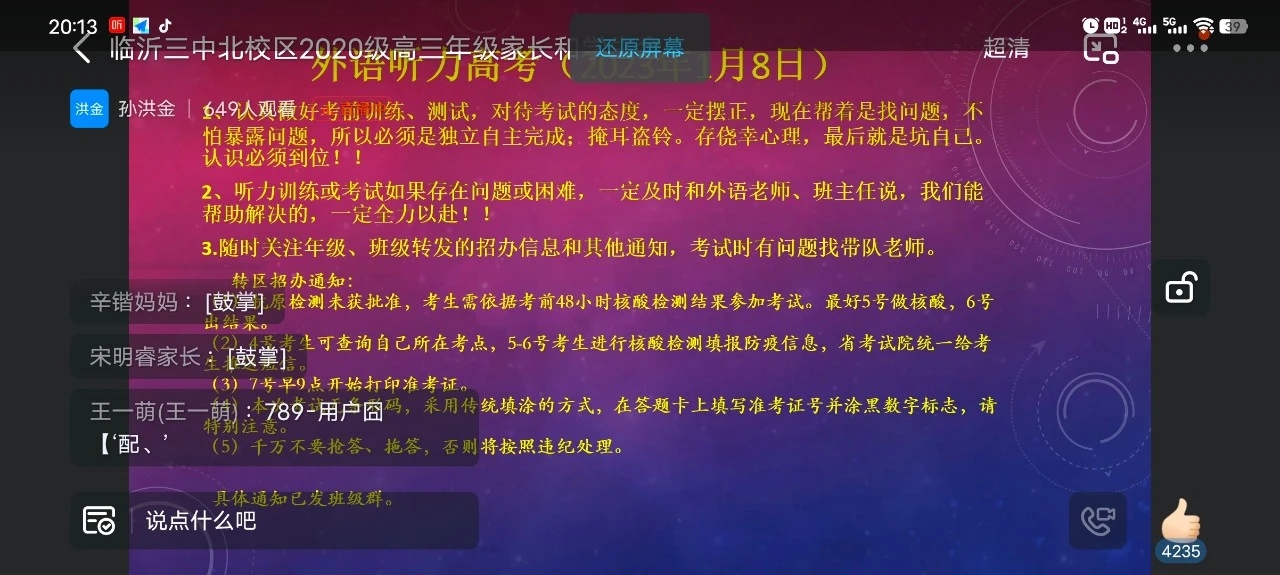 20:13
听
HD
4G
5G
39
临沂三中北校区2020级高三年级家长和
还原屏幕
超清
外语听力高考（2023年1月8日）
洪金 孙洪金 | 649人观看
1、认真做好考前训练、测试，对待考试的态度，一定摆正，现在帮着是找问题，不
怕暴露问题，所以必须是独立自主完成；掩耳盗铃。存侥幸心理，最后就是坑自己。
认识必须到位！！
2、听力训练或考试如果存在问题或困难，一定及时和外语老师、班主任说，我们能
帮助解决的，一定全力以赴！！
3.随时关注年级、班级转发的招办信息和其他通知，考试时有问题找带队老师。
转区招办通知：
原检测未获批准，考生需依据考前48小时核酸检测结果参加考试。最好5号做核酸，6号
出结果。
辛锴妈妈： [鼓掌]
（2）4号考生可查询自己所在考点，5-6号考生进行核酸检测填报防疫信息，省考试院统一给考
宋明睿家长： [鼓掌]
（3）7号早9点开始打印准考证。
码，采用传统填涂的方式，在答题卡上填写准考证号并涂黑数字标志，请
特别注意。
王一萌(王一萌)： 789-用户囧
【‘配、’
（5）千万不要抢答、拖答，否则将按照违纪处理。
具体通知已发班级群。
说点什么吧
4235